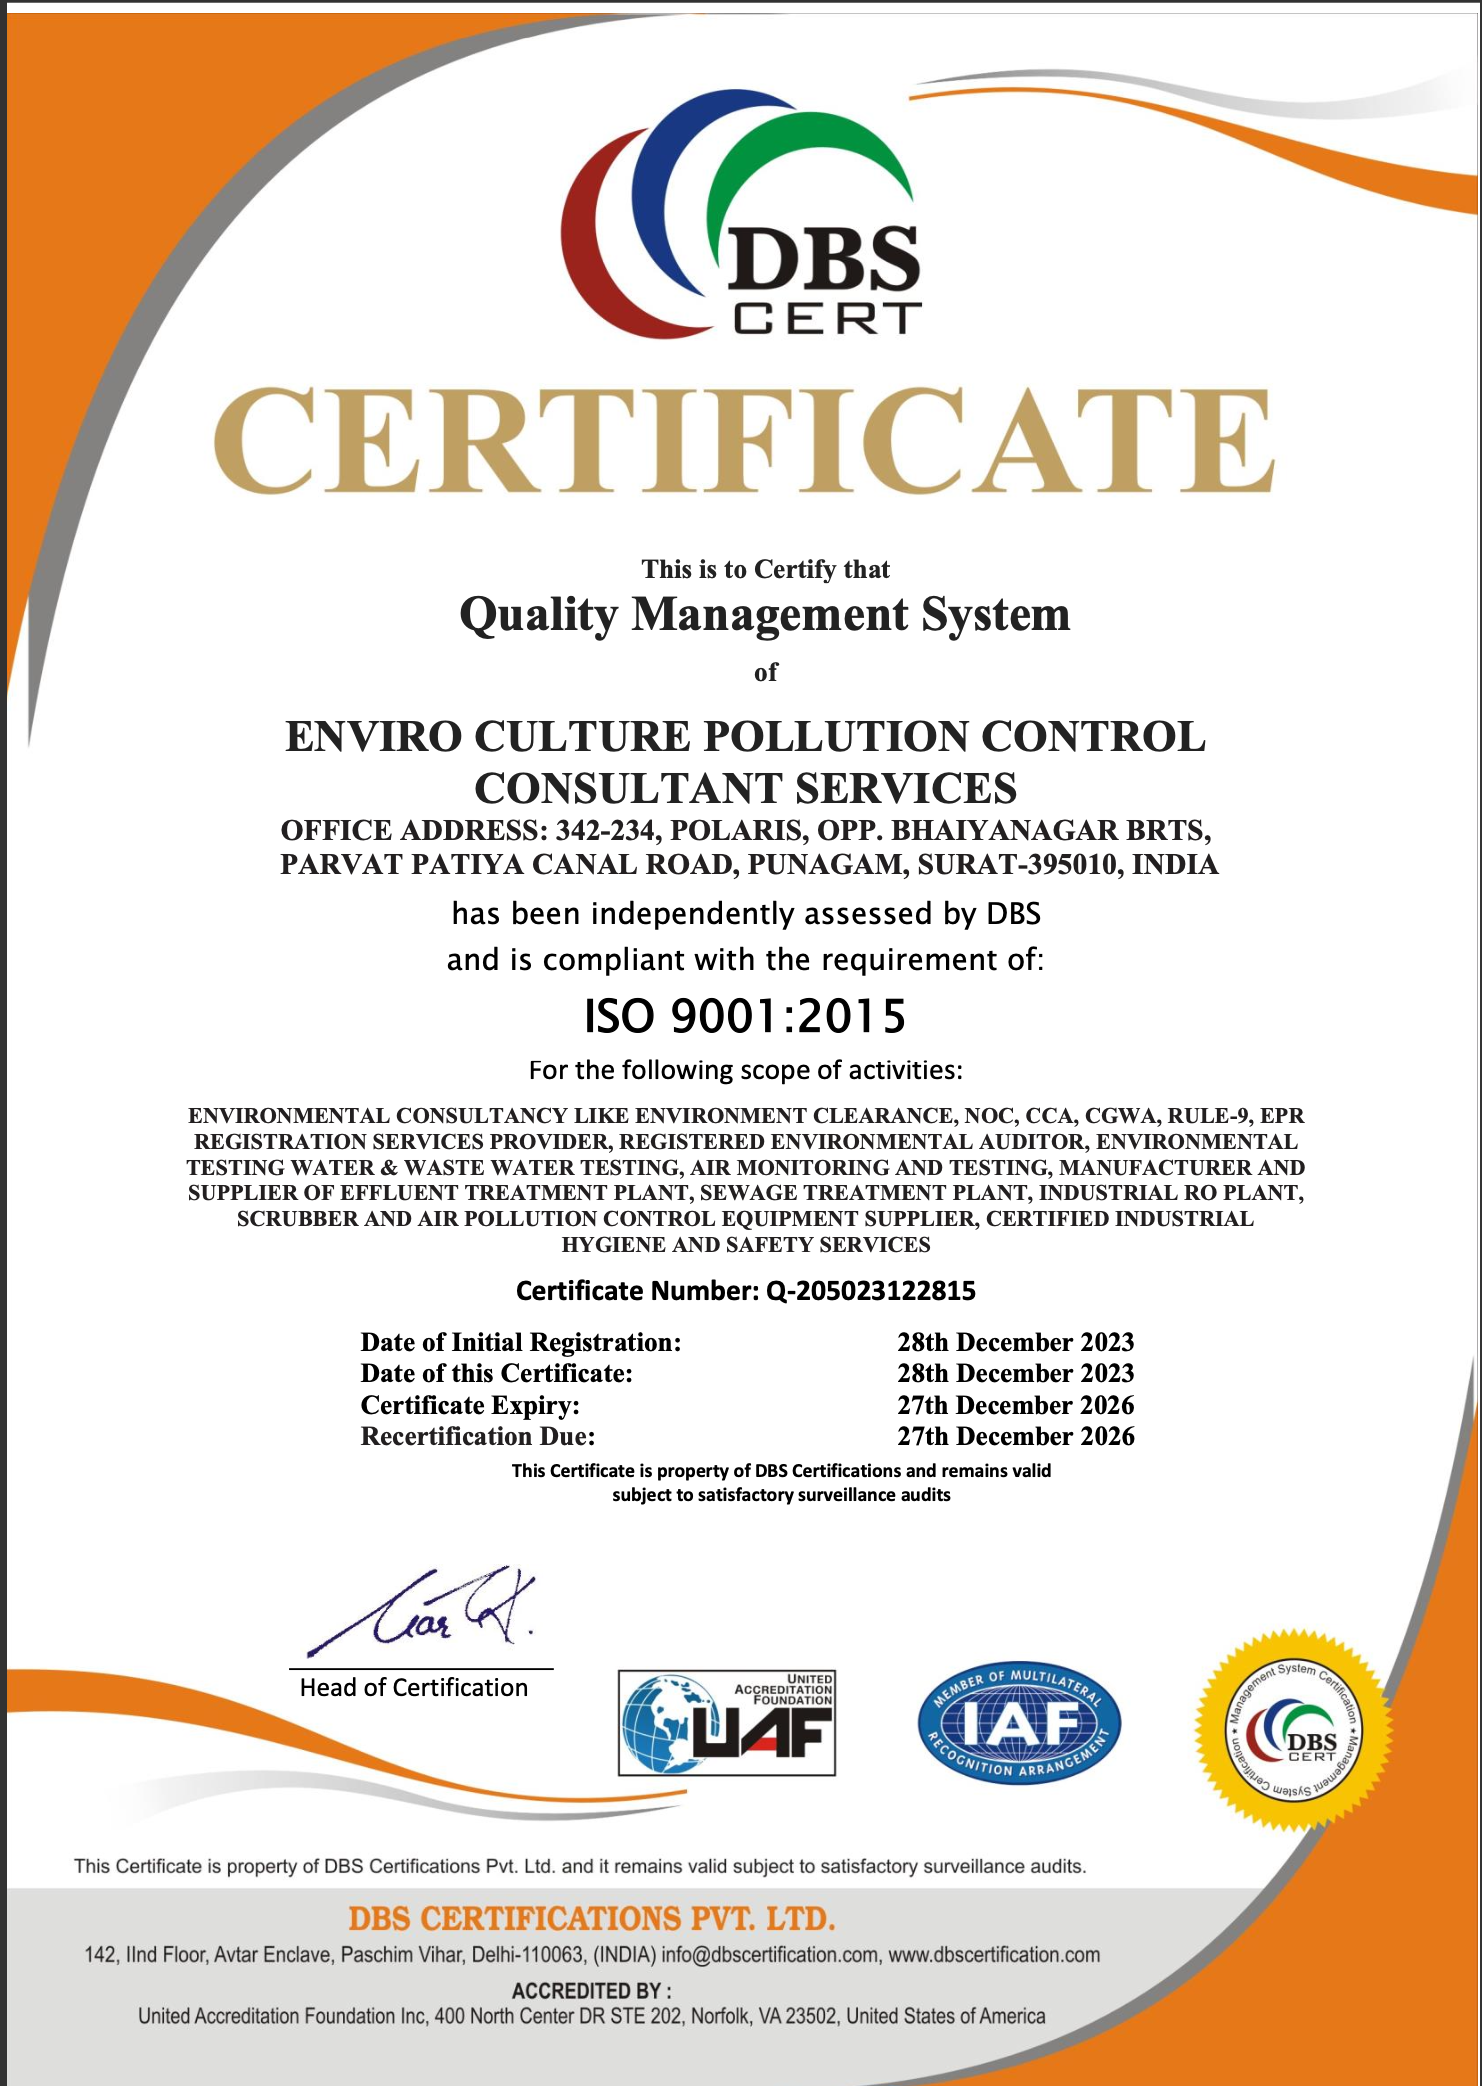 DBS
CERT
CERTIFICATE
This is to Certify that
Quality Management System
of
ENVIRO CULTURE POLLUTION CONTROL
CONSULTANT SERVICES
OFFICE ADDRESS: 342-234, POLARIS, OPP. BHAIYANAGAR BRTS,
PARVAT PATIYA CANAL ROAD, PUNAGAM, SURAT-395010, INDIA
has been independently assessed by DBS
and is compliant with the requirement of:
ISO 9001:2015
For the following scope of activities:
ENVIRONMENTAL CONSULTANCY LIKE ENVIRONMENT CLEARANCE, NOC, CCA, CGWA, RULE-9, EPR
REGISTRATION SERVICES PROVIDER, REGISTERED ENVIRONMENTAL AUDITOR, ENVIRONMENTAL
TESTING WATER & WASTE WATER TESTING, AIR MONITORING AND TESTING, MANUFACTURER AND
SUPPLIER OF EFFLUENT TREATMENT PLANT, SEWAGE TREATMENT PLANT, INDUSTRIAL RO PLANT,
SCRUBBER AND AIR POLLUTION CONTROL EQUIPMENT SUPPLIER, CERTIFIED INDUSTRIAL
HYGIENE AND SAFETY SERVICES
Certificate Number: Q-205023122815
Date of Initial Registration: 28th December 2023
Date of this Certificate: 28th December 2023
Certificate Expiry: 27th December 2026
Recertification Due: 27th December 2026
This Certificate is property of DBS Certifications and remains valid
subject to satisfactory surveillance audits
Head of Certification
UNITED
ACCREDITATION
FOUNDATION
UAF
MEMBER OF MULTILATERAL
IAF
RECOGNITION ARRANGEMENT
Management System Certification * Management System Certification *
DBS
CERT
This Certificate is property of DBS Certifications Pvt. Ltd. and it remains valid subject to satisfactory surveillance audits.
DBS CERTIFICATIONS PVT. LTD.
142, IInd Floor, Avtar Enclave, Paschim Vihar, Delhi-110063, (INDIA) info@dbscertification.com, www.dbscertification.com
ACCREDITED BY :
United Accreditation Foundation Inc, 400 North Center DR STE 202, Norfolk, VA 23502, United States of America